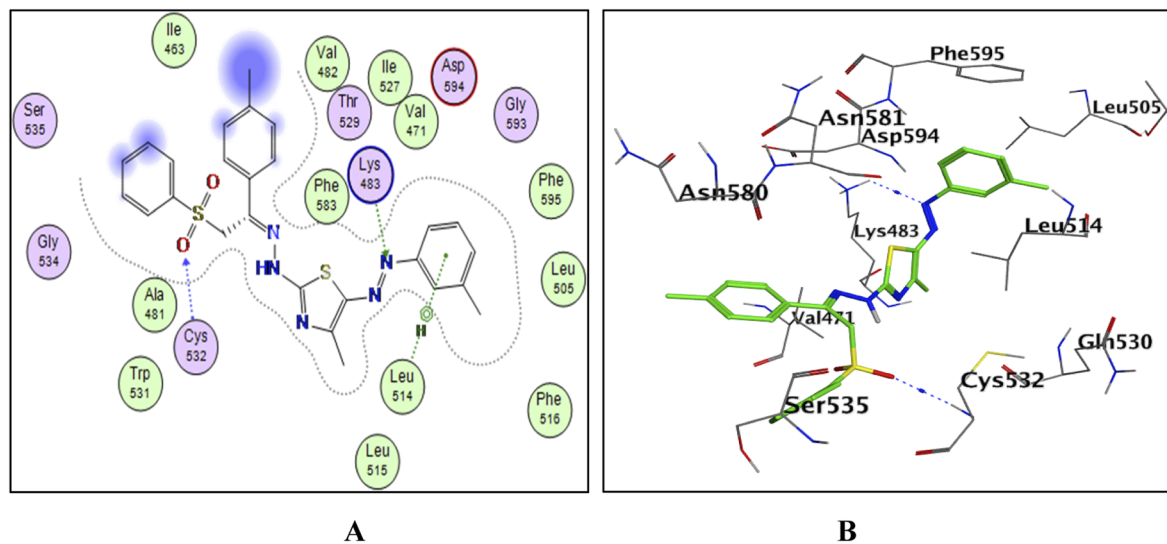 Ile
463
Val
482
Ile
527
Asp
594
Ser
535
Thr
529
Val
471
Gly
593
Lys
483
Phe
583
Phe
595
O
S
O
N
HN
S
N
N
N
Gly
534
Leu
505
Ala
481
Cys
532
H
Trp
531
Leu
514
Phe
516
Leu
515
A
Phe595
Leu505
Asn581
Asp594
Asn580
Lys483
Leu514
Val471
Gln530
Cys532
Ser535
B